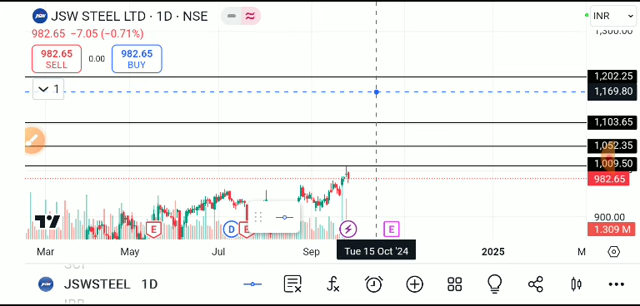 JSW STEEL LTD · 1D · NSE
INR
1,300.00
982.65 −7.05 (−0.71%)
982.65 SELL
0.00
982.65 BUY
1,202.25
1
1,169.80
1,103.65
1,052.35
1,009.50
982.65
900.00
1.309 M
E
D
E
E
Mar
May
Jul
Sep
Tue 15 Oct '24
2025
M
JSWSTEEL 1D